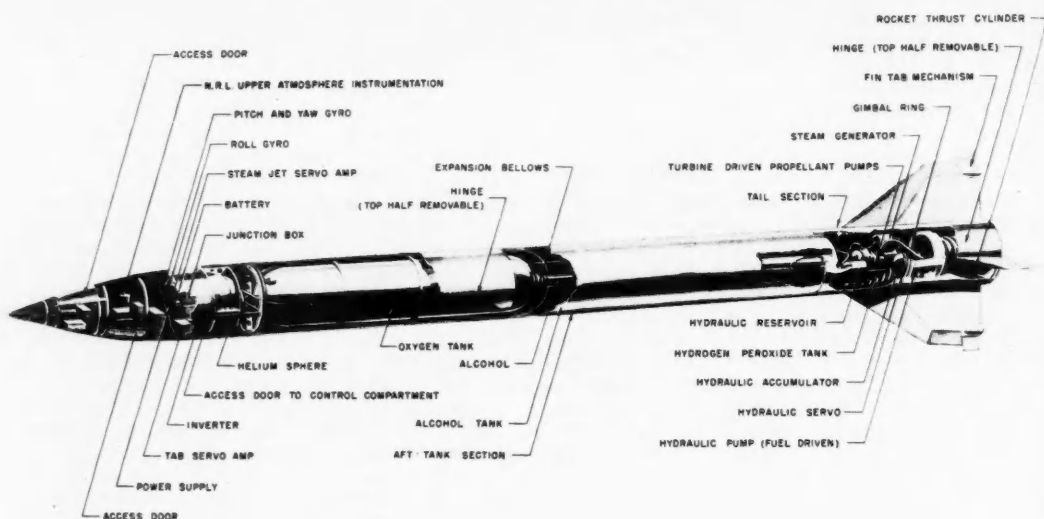 ACCESS DOOR
N.R.L. UPPER ATMOSPHERE INSTRUMENTATION
PITCH AND YAW GYRO
ROLL GYRO
STEAM JET SERVO AMP
BATTERY
JUNCTION BOX
EXPANSION BELLOWS
HINGE
(TOP HALF REMOVABLE)
ROCKET THRUST CYLINDER
HINGE (TOP HALF REMOVABLE)
FIN TAB MECHANISM
GIMBAL RING
STEAM GENERATOR
TURBINE DRIVEN PROPELLANT PUMPS
TAIL SECTION
OXYGEN TANK
HELIUM SPHERE
ACCESS DOOR TO CONTROL COMPARTMENT
INVERTER
TAB SERVO AMP
POWER SUPPLY
ACCESS DOOR
ALCOHOL
ALCOHOL TANK
AFT TANK SECTION
HYDRAULIC RESERVOIR
HYDROGEN PEROXIDE TANK
HYDRAULIC ACCUMULATOR
HYDRAULIC SERVO
HYDRAULIC PUMP (FUEL DRIVEN)